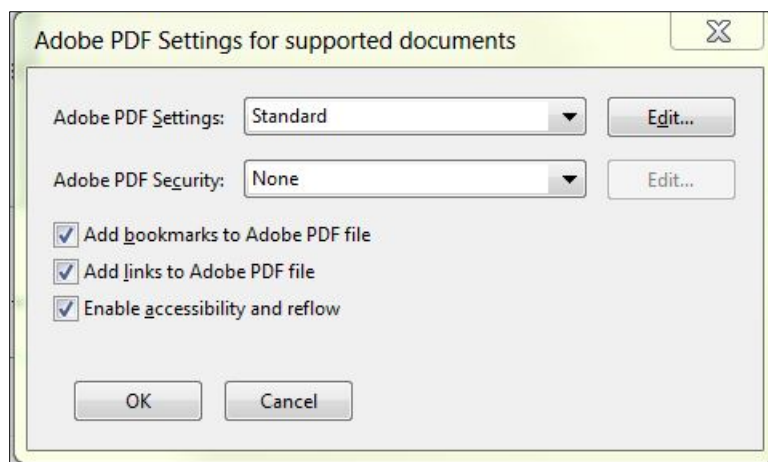 Adobe PDF Settings for supported documents
Adobe PDF Settings: Standard Edit...
Adobe PDF Security: None Edit...
Add bookmarks to Adobe PDF file
Add links to Adobe PDF file
Enable accessibility and reflow
OK Cancel